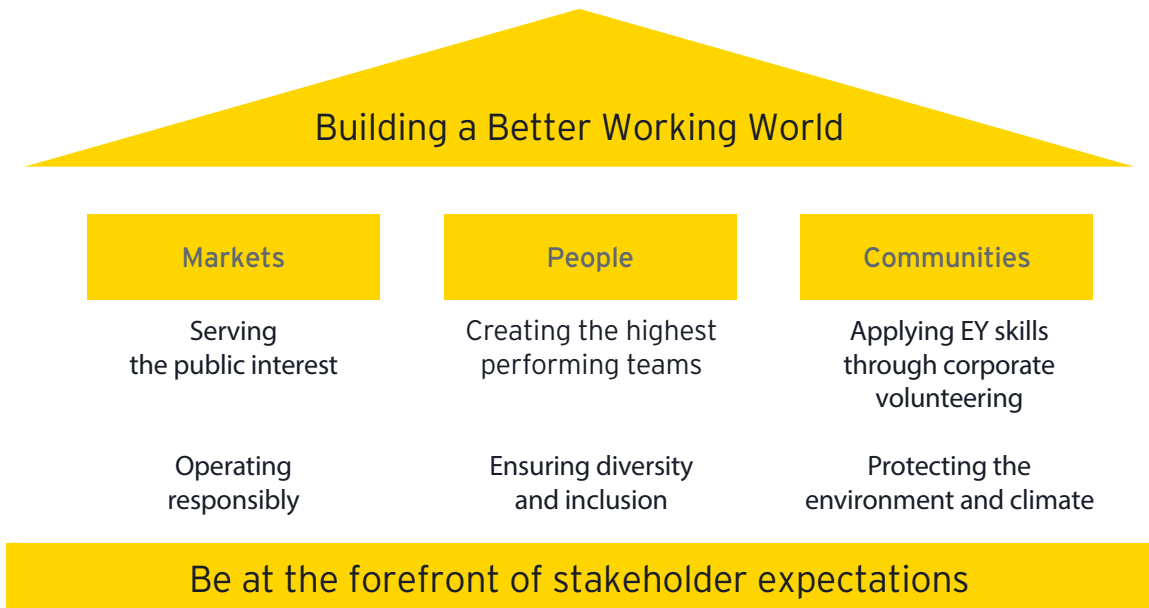 Building a Better Working World
Markets
Serving
the public interest
Operating
responsibly
People
Creating the highest
performing teams
Ensuring diversity
and inclusion
Communities
Applying EY skills
through corporate
volunteering
Protecting the
environment and climate
Be at the forefront of stakeholder expectations